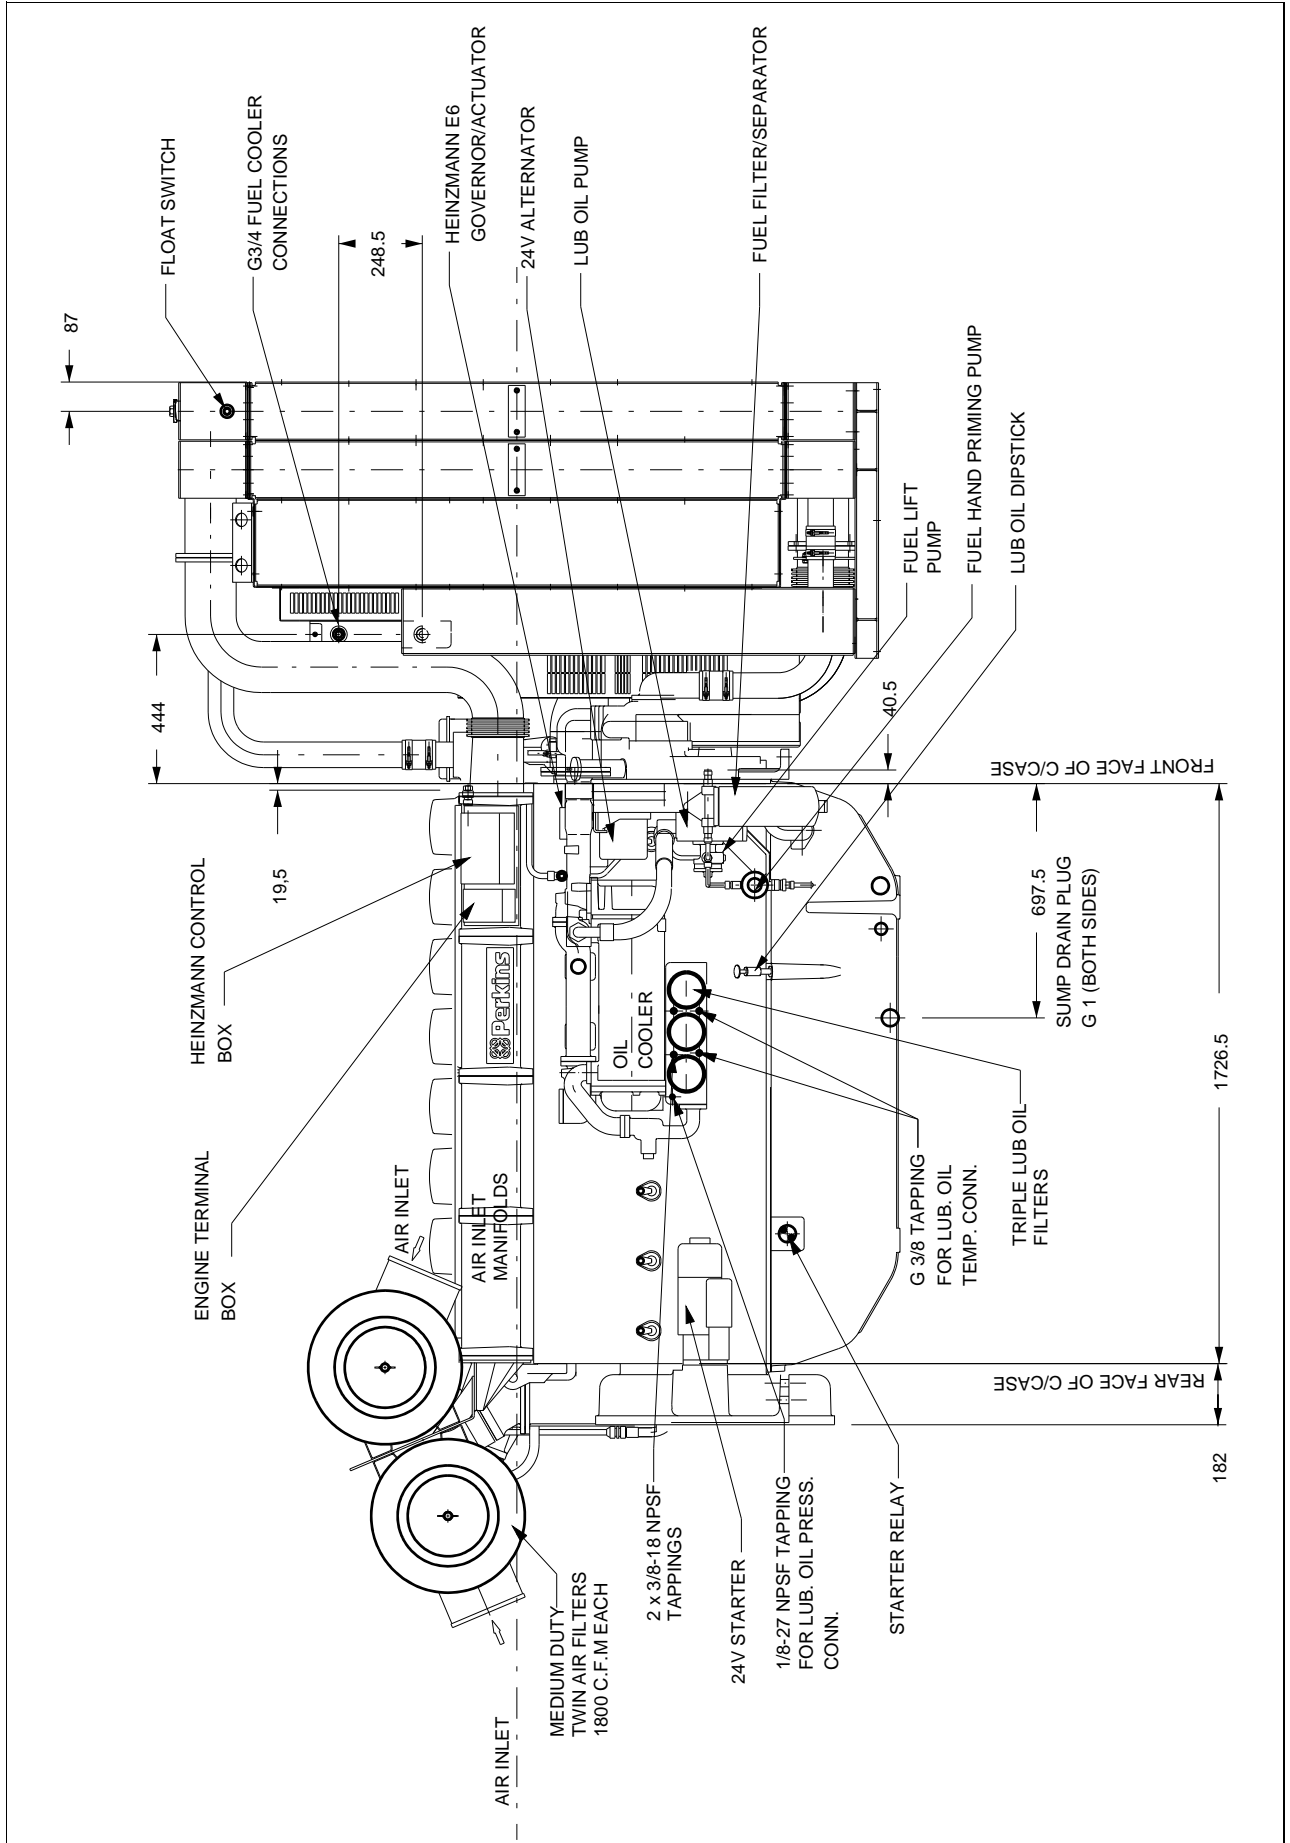 FLOAT SWITCH
G3/4 FUEL COOLER
CONNECTIONS
248.5
87
HEINZMANN E6
GOVERNOR/ACTUATOR
24V ALTERNATOR
LUB OIL PUMP
FUEL FILTER/SEPARATOR
FUEL LIFT
PUMP
FUEL HAND PRIMING PUMP
LUB OIL DIPSTICK
444
19,5
40.5
FRONT FACE OF C/CASE
HEINZMANN CONTROL
BOX
ENGINE TERMINAL
BOX
Perkins
OIL
COOLER
697.5
SUMP DRAIN PLUG
G 1 (BOTH SIDES)
1726.5
AIR INLET
AIR INLET
MANIFOLDS
TRIPLE LUB OIL
FILTERS
G 3/8 TAPPING
FOR LUB. OIL
TEMP. CONN.
REAR FACE OF C/CASE
182
AIR INLET
MEDIUM DUTY
TWIN AIR FILTERS
1800 C.F.M EACH
2 x 3/8-18 NPSF
TAPPINGS
24V STARTER
1/8-27 NPSF TAPPING
FOR LUB. OIL PRESS.
CONN.
STARTER RELAY